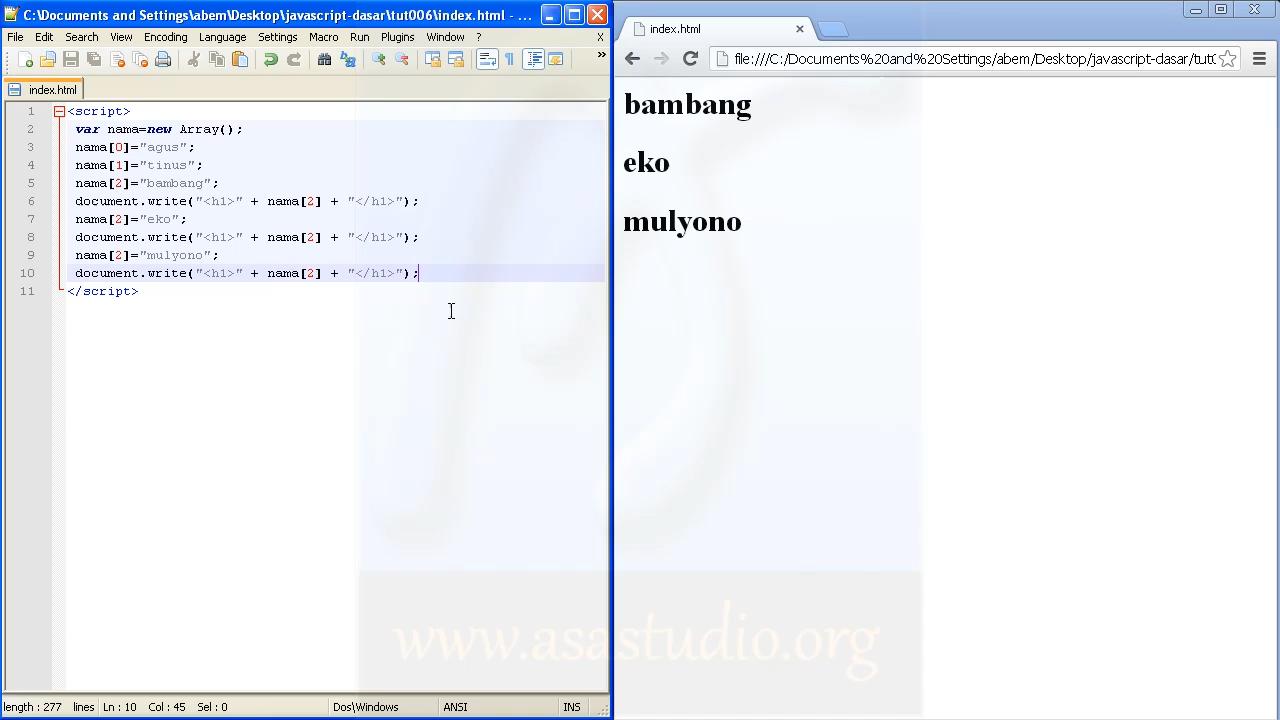 C:\Documents and Settings\abem\Desktop\javascript-dasar\tut006\index.html - ...
File Edit Search View Encoding Language Settings Macro Run Plugins Window ? X
index.html
1 <script>
2 var nama=new Array();
3 nama[0]="agus";
4 nama[1]="tinus";
5 nama[2]="bambang";
6 document.write("<h1>" + nama[2] + "</h1>");
7 nama[2]="eko";
8 document.write("<h1>" + nama[2] + "</h1>");
9 nama[2]="mulyono";
10 document.write("<h1>" + nama[2] + "</h1>");
11 </script>
length : 277 lines Ln : 10 Col : 45 Sel : 0 Dos\Windows ANSI INS
index.html
file:///C:/Documents%20and%20Settings/abem/Desktop/javascript-dasar/tut0
bambang
eko
mulyono
www.asastudio.org